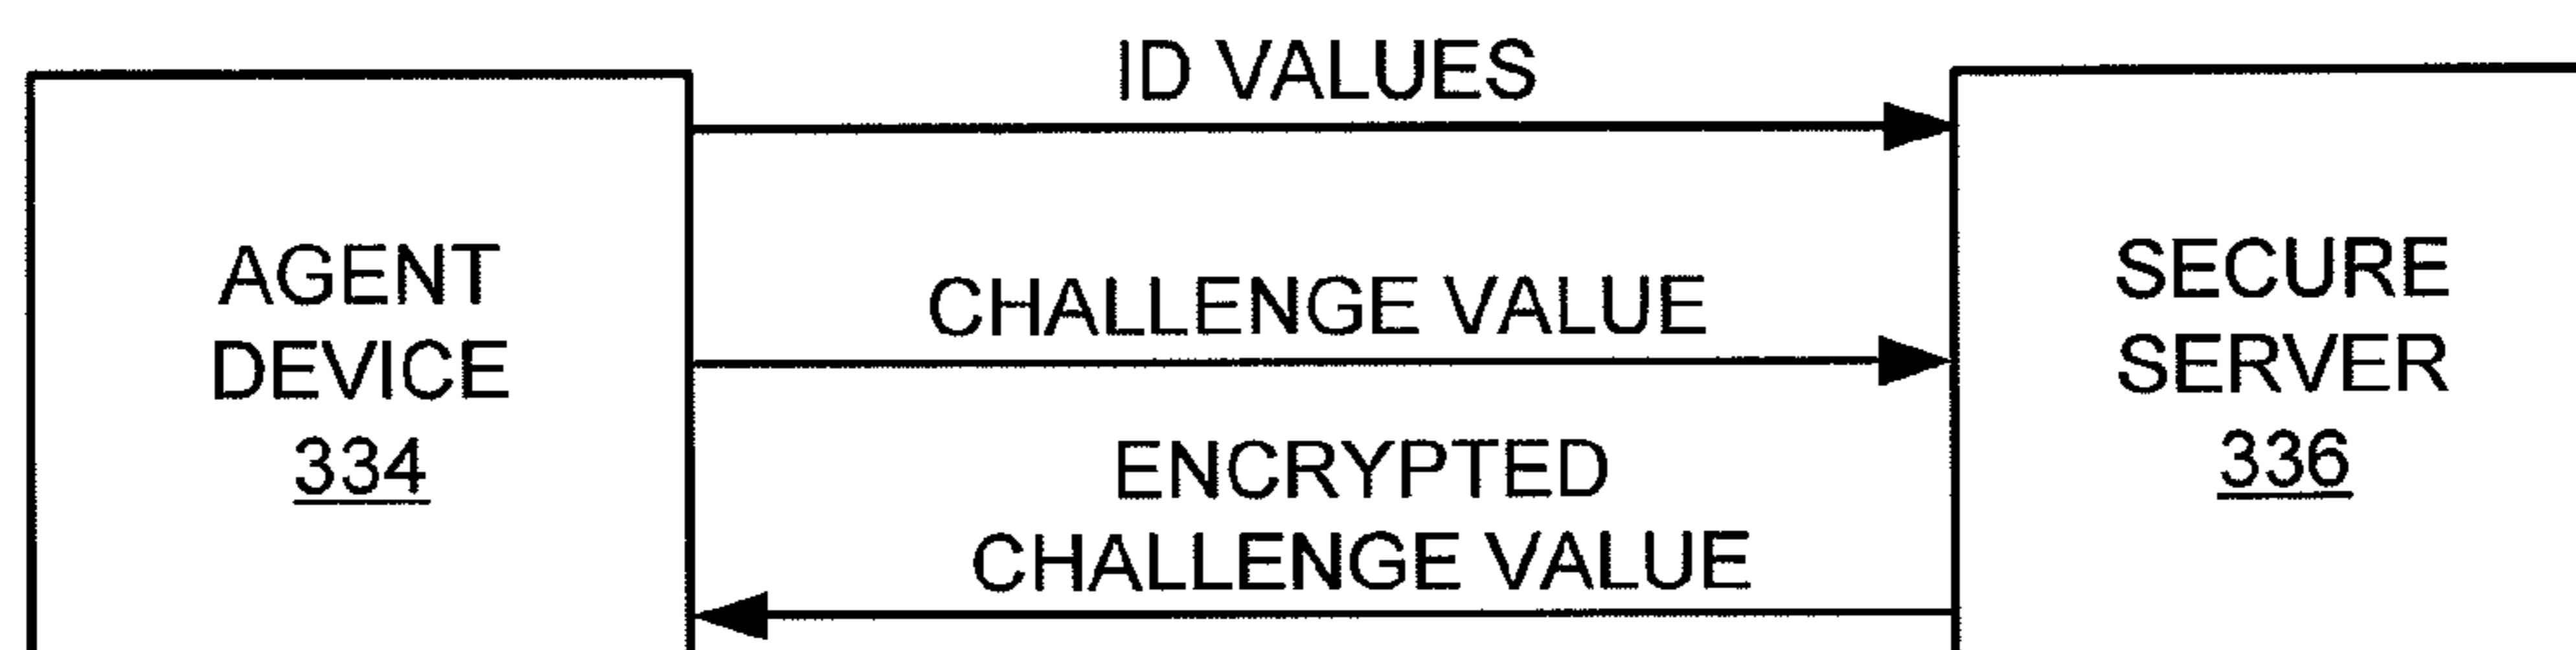 ID VALUES
AGENT
DEVICE
334
CHALLENGE VALUE
ENCRYPTED
CHALLENGE VALUE
SECURE
SERVER
336